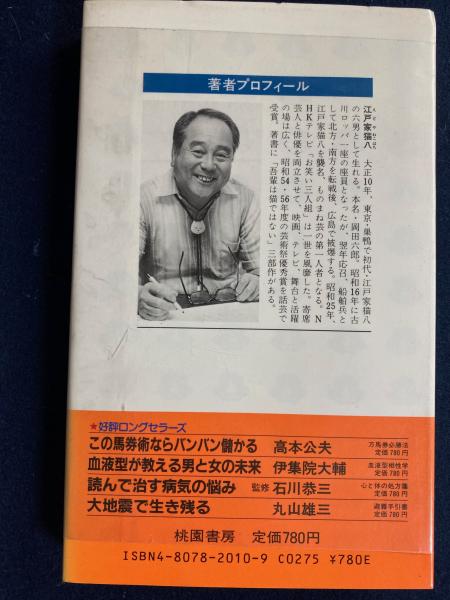 著者プロフィール
江戸家猫八　大正10年、東京・巣鴨で初代・江戸家猫八
の六男として生れる。本名・岡田六郎。昭和16年に古
川ロッパ一座の座員となったが、翌年応召、船舶兵と
して北方・南方を転戦後、広島で被爆する。昭和25年、
江戸家猫八を襲名、ものまね芸の第一人者となる。N
HKテレビ「お笑い三人組」は一世を風靡した。寄席
芸人と俳優を両立させて、映画、テレビ、舞台と活躍
の場は広く、昭和54・56年度の芸術祭優秀賞を話芸で
受賞。著書に「吾輩は猫ではない」三部作がある。
★好評ロングセラーズ
この馬券術ならバンバン儲かる　高本公夫　万馬券必勝法 定価780円
血液型が教える男と女の未来　伊集院大輔　血液型相性学 定価780円
読んで治す病気の悩み　監修 石川恭三　心と体の処方箋 定価780円
大地震で生き残る　丸山雄三　避難手引書 定価780円
桃園書房　定価780円
ISBN4-8078-2010-9 C0275 ¥780E